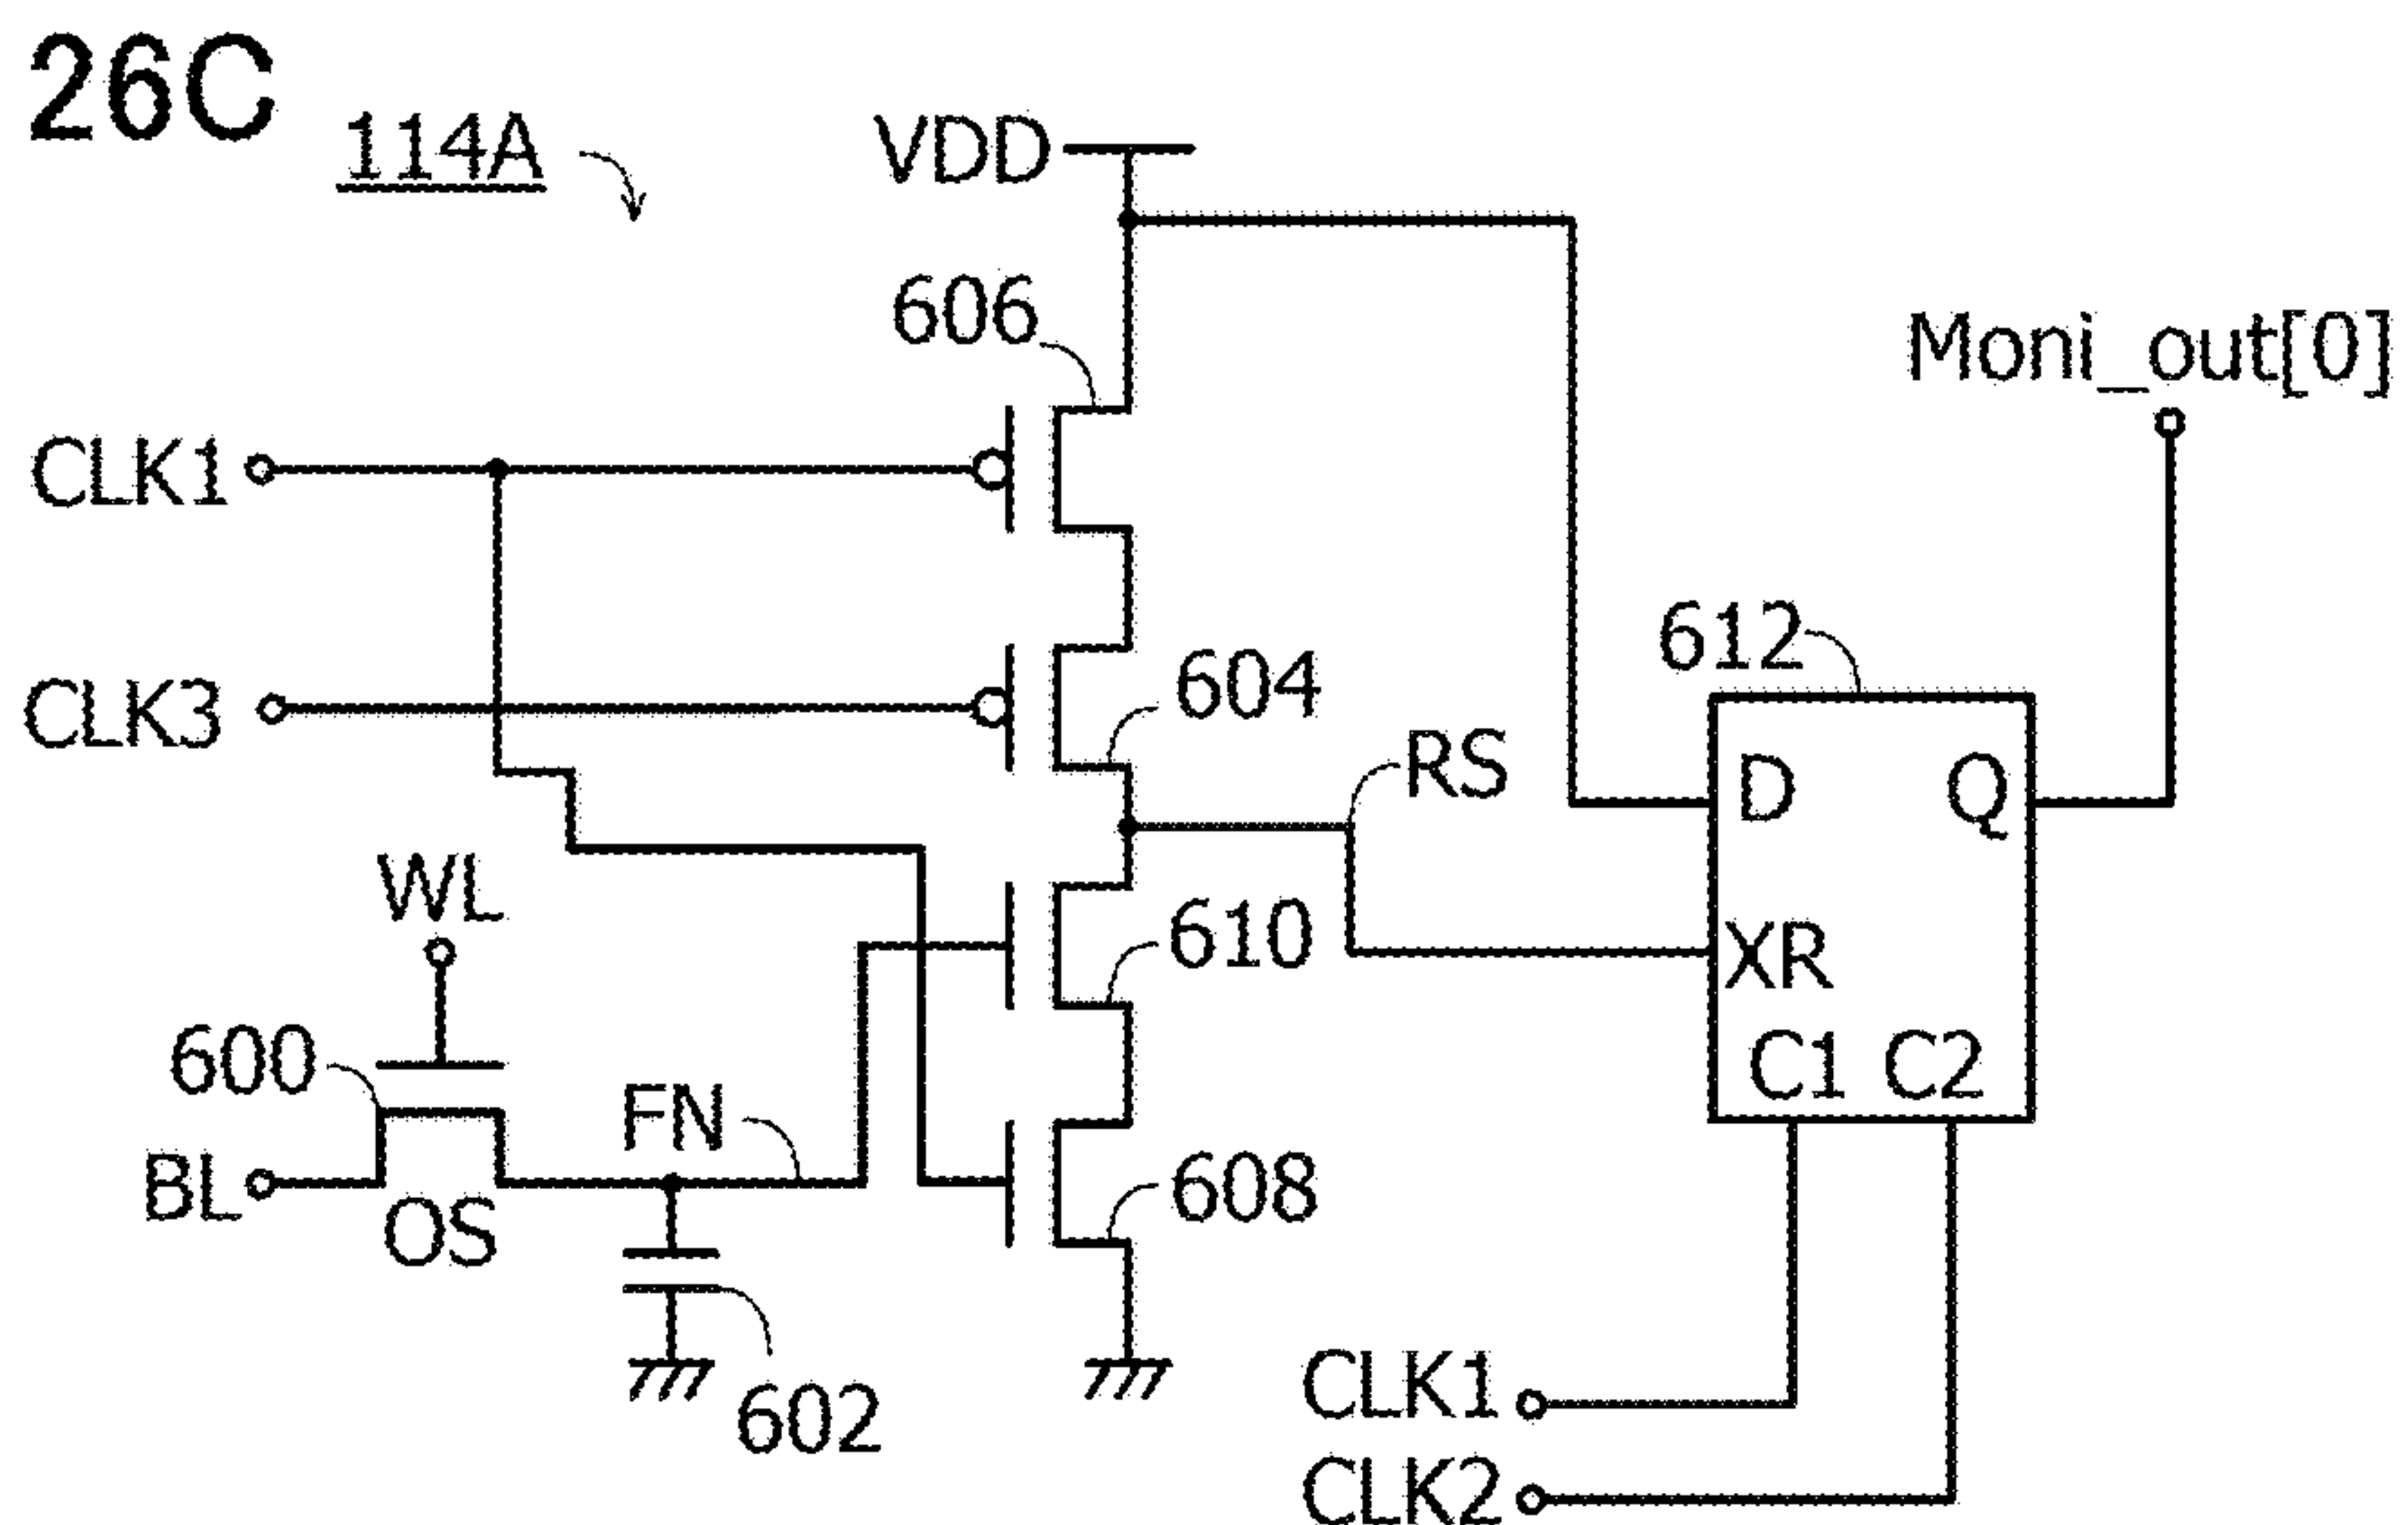 26C
114A
VDD
606
Moni_out[0]
CLK1
612
CLK3
604
RS
D
Q
WL
610
XR
600
C1
C2
FN
BL
608
OS
602
CLK1
CLK2